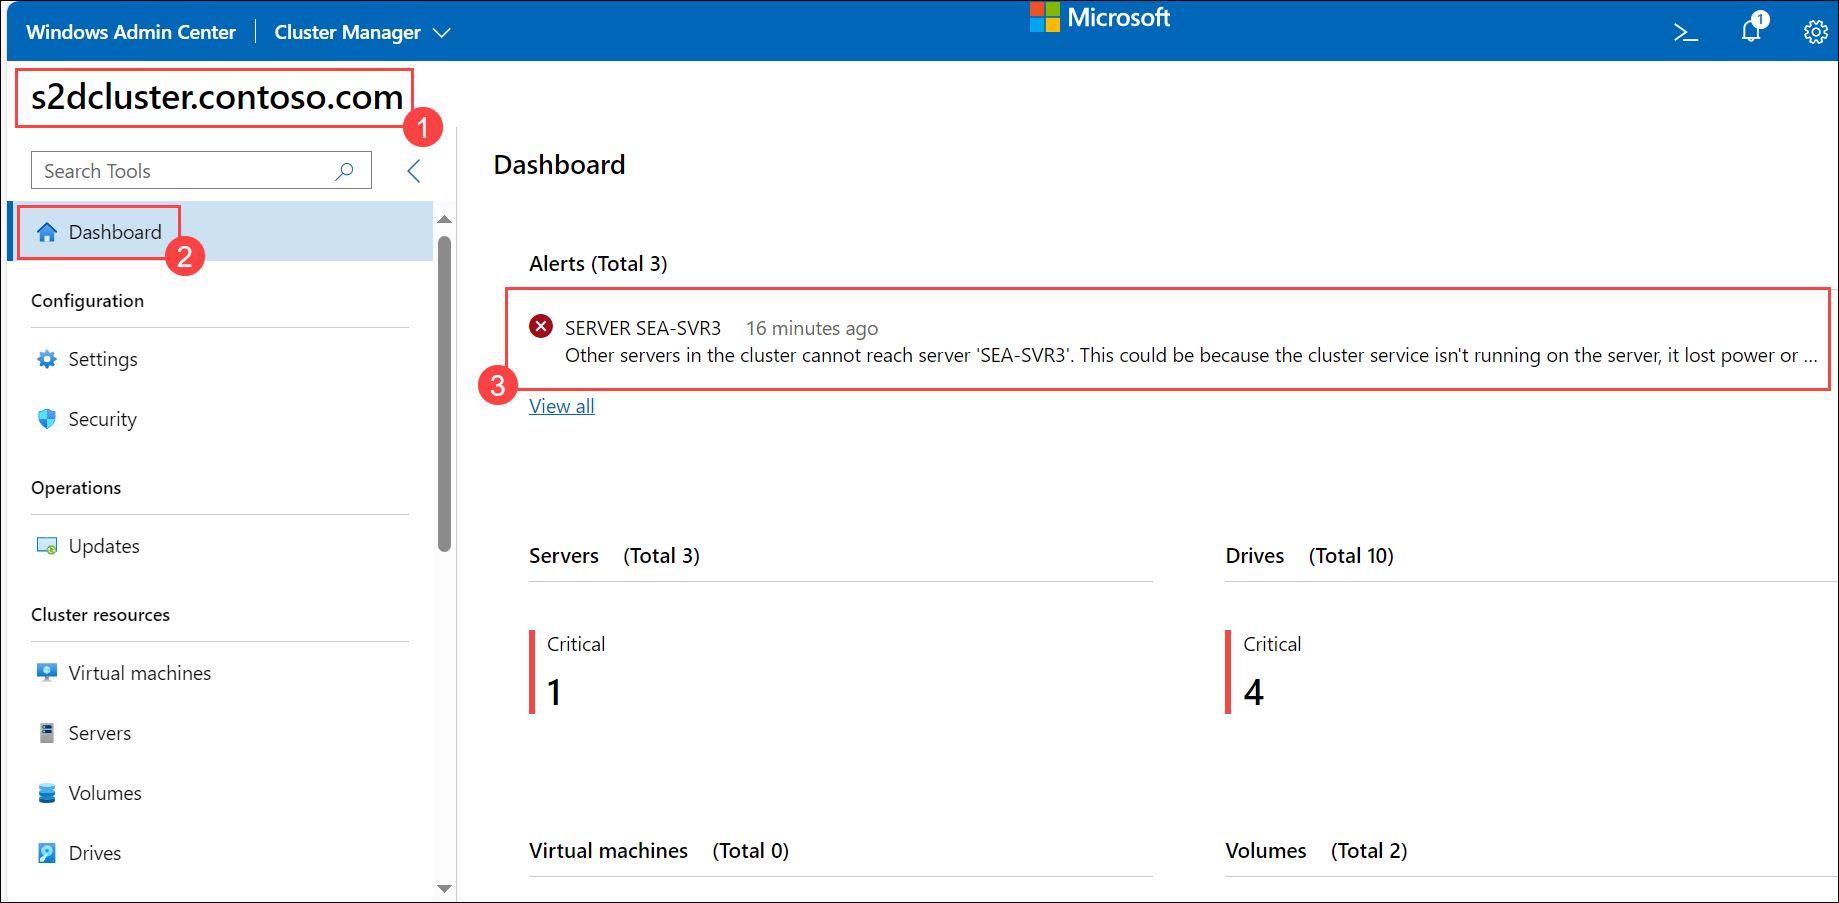 Windows Admin Center
Cluster Manager
Microsoft
1
s2dcluster.contoso.com
1
Search Tools
Dashboard
2
Configuration
Settings
Security
Operations
Updates
Cluster resources
Virtual machines
Servers
Volumes
Drives
Dashboard
Alerts (Total 3)
SERVER SEA-SVR3 16 minutes ago
Other servers in the cluster cannot reach server 'SEA-SVR3'. This could be because the cluster service isn't running on the server, it lost power or ...
3
View all
Servers (Total 3)
Critical
1
Drives (Total 10)
Critical
4
Virtual machines (Total 0)
Volumes (Total 2)